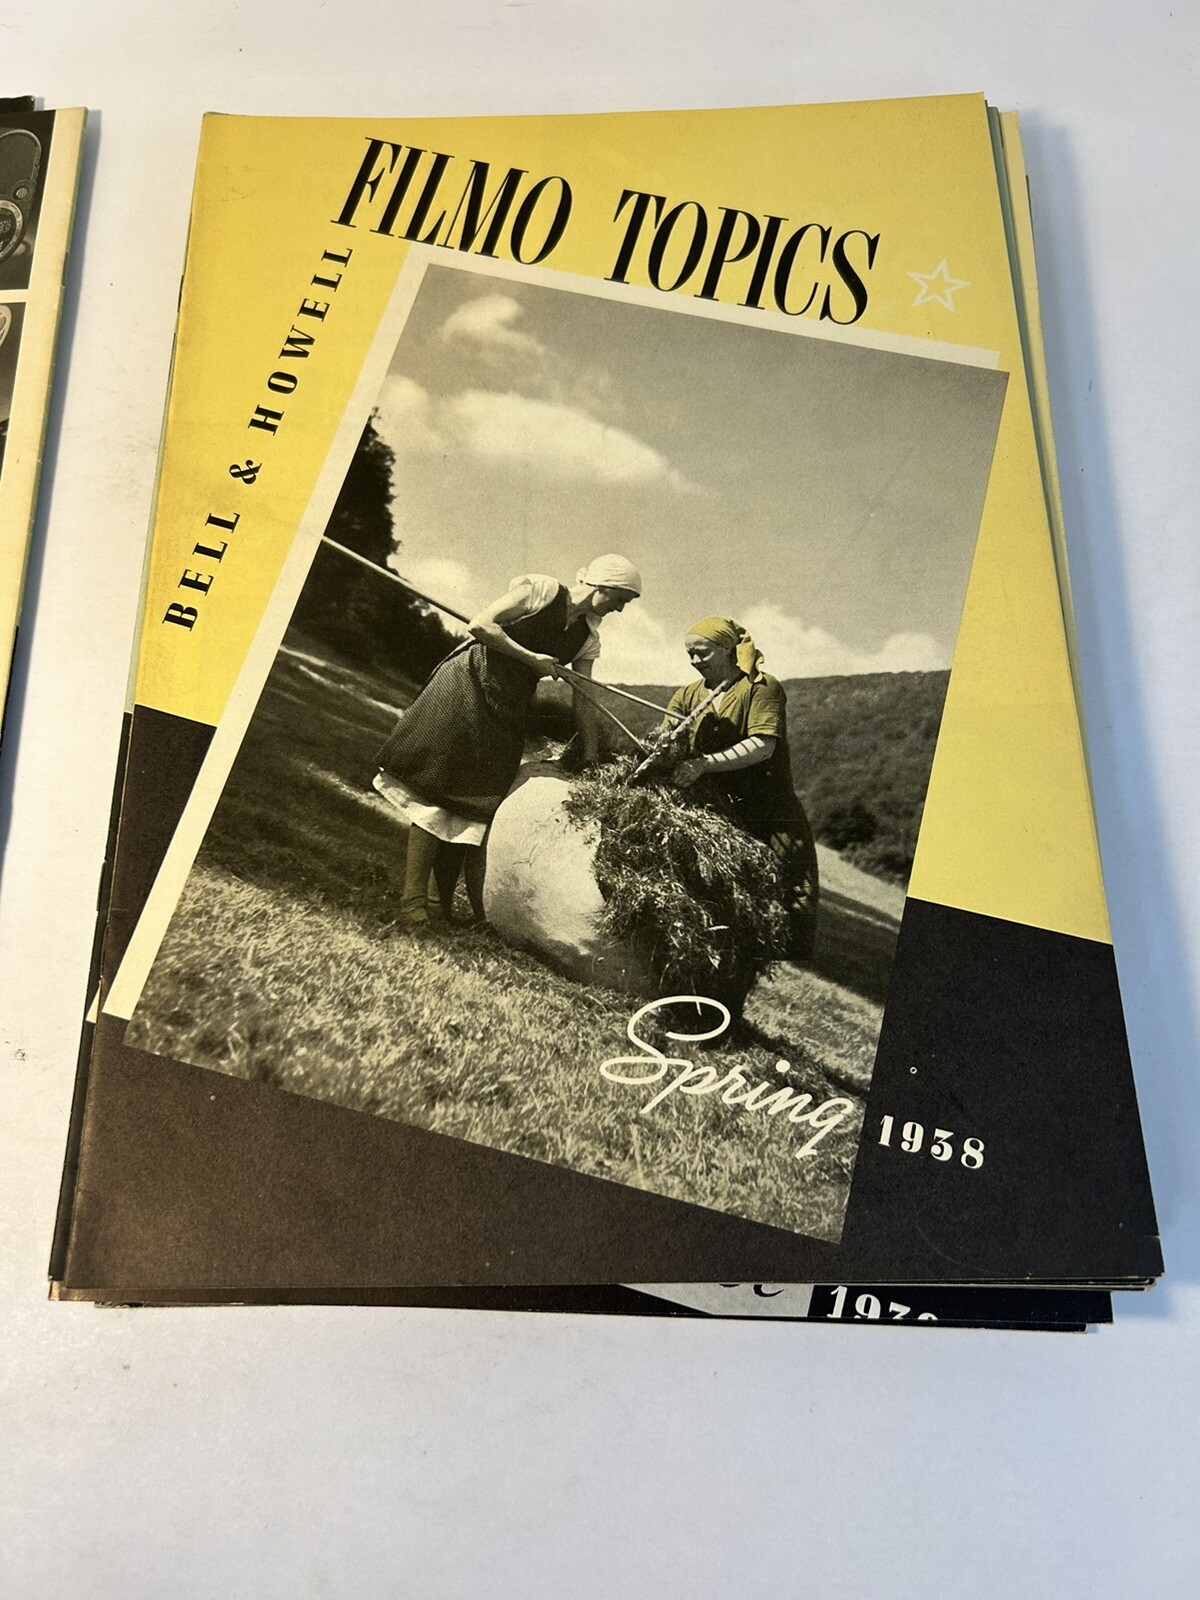 FILMO TOPICS
BELL & HOWELL
Spring
1938